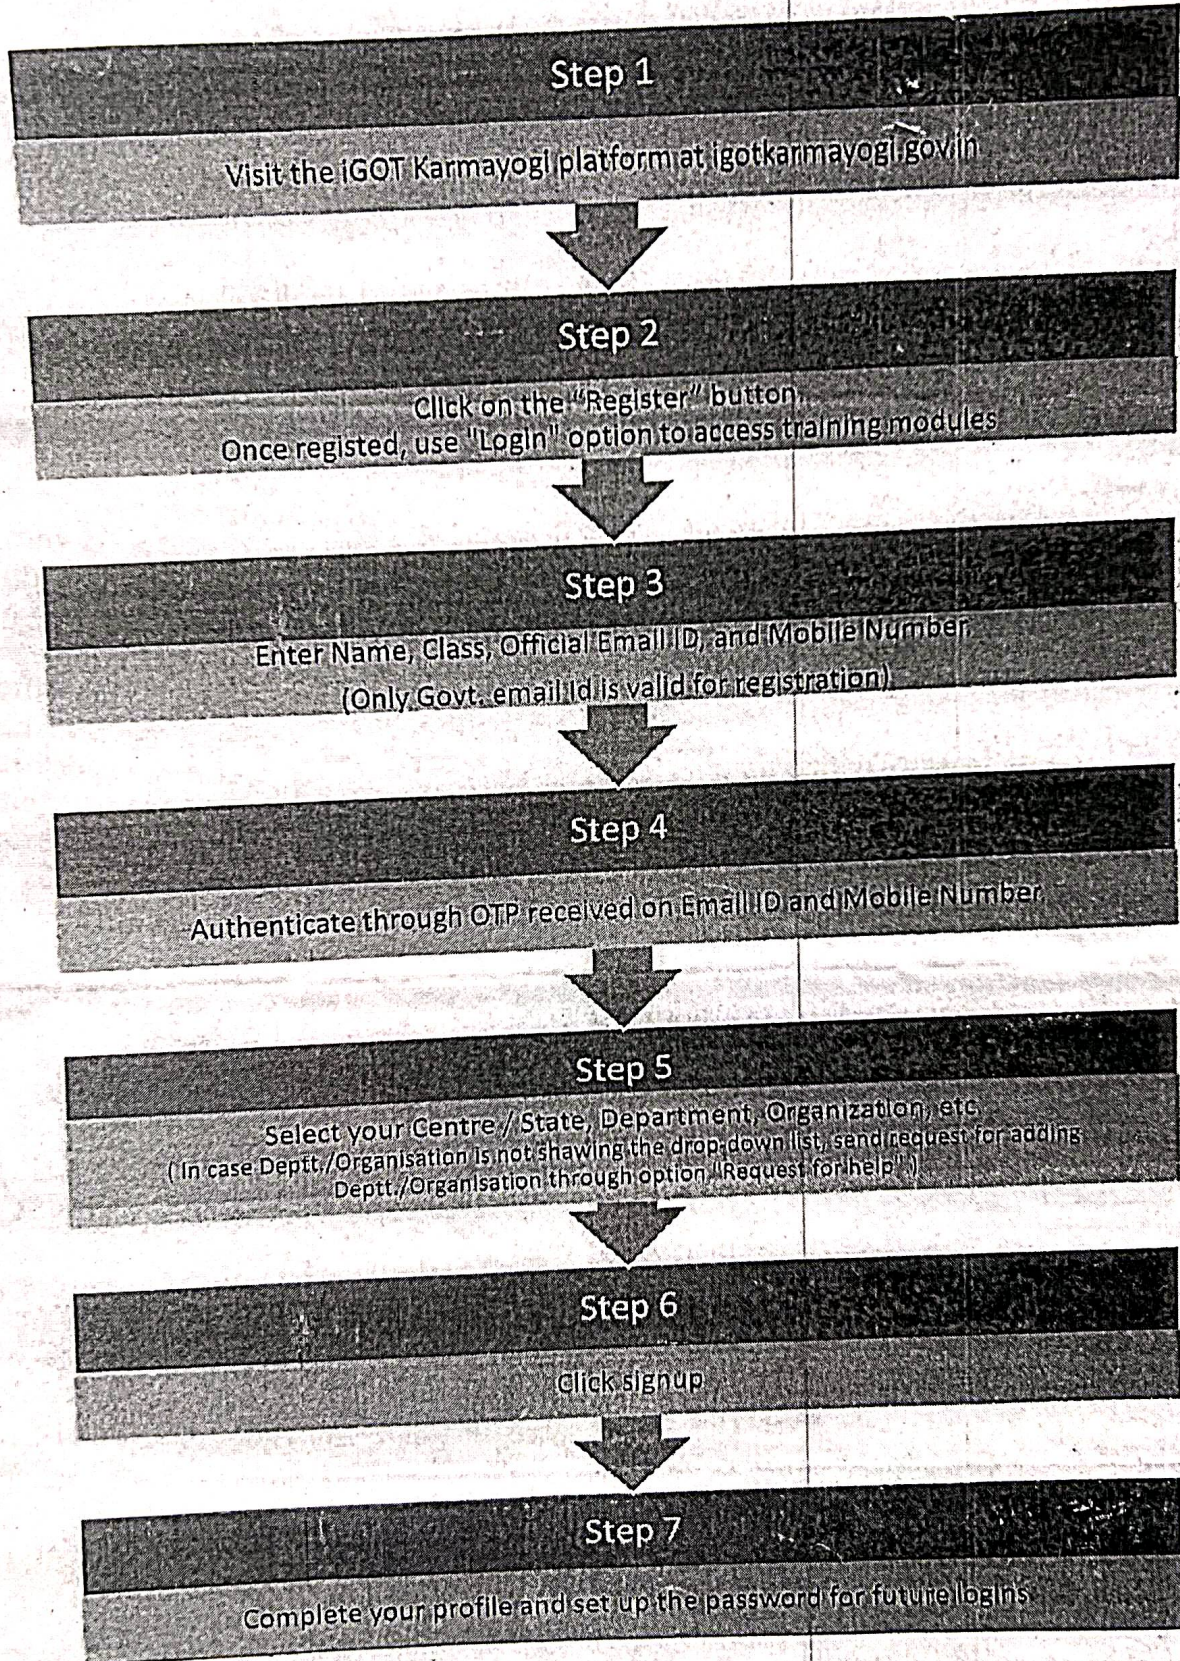 Step 1
Visit the iGOT Karmayogi platform at igotkarmayogi.gov.in
Step 2
Click on the "Register" button.
Once registed, use "Login" option to access training modules
Step 3
Enter Name, Class, Official Email ID, and Mobile Number.
(Only Govt. email Id is valid for registration)
Step 4
Authenticate through OTP received on Email ID and Mobile Number.
Step 5
Select your Centre / State, Department, Organization, etc.
( In case Deptt./Organisation is not shawing the drop-down list, send request for adding
Deptt./Organisation through option "Request for help" )
Step 6
Click signup
Step 7
Complete your profile and set up the password for future logins